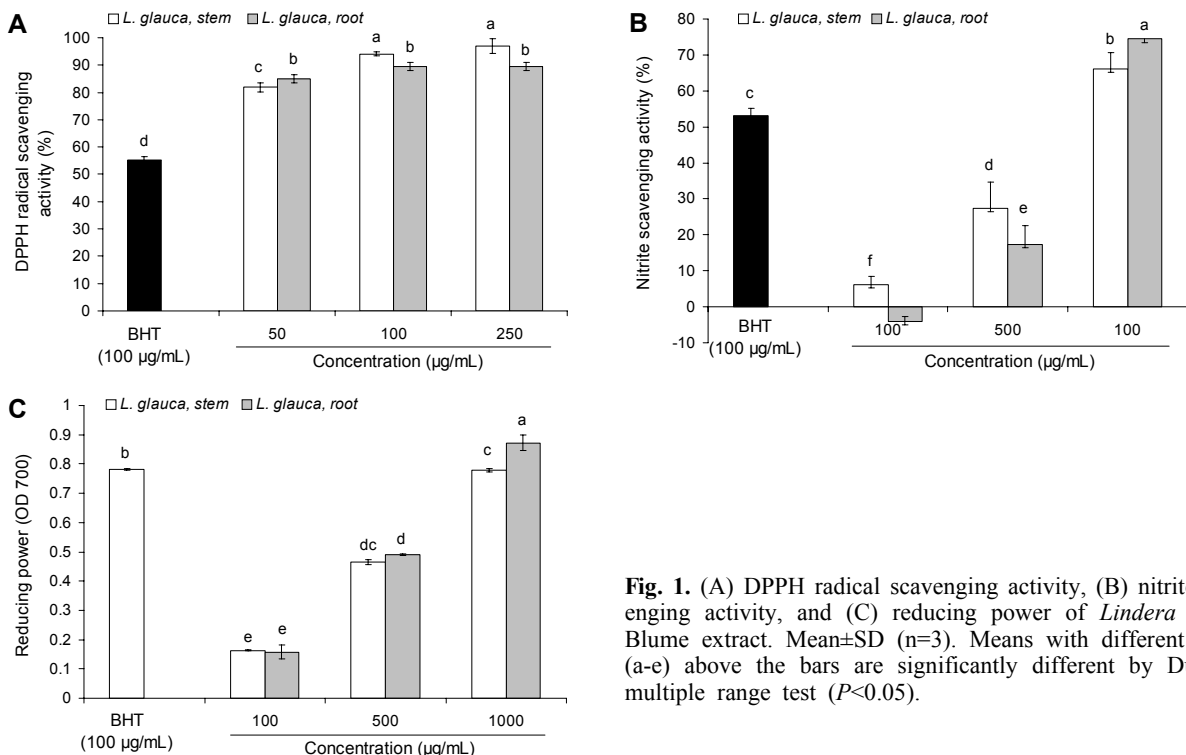 A
L. glauca, stem L. glauca, root
DPPH radical scavenging
activity (%)
100
90
80
70
60
50
40
30
20
10
0
d
c
b
a
b
a
b
BHT
(100 µg/mL)
50
100
250
Concentration (µg/mL)
B
L. glauca, stem L. glauca, root
Nitrite scavenging activity (%)
80
70
60
50
40
30
20
10
0
-10
c
f
d
e
b
a
BHT
(100 µg/mL)
100
500
100
Concentration (µg/mL)
C
L. glauca, stem L. glauca, root
Reducing power (OD 700)
1
0.9
0.8
0.7
0.6
0.5
0.4
0.3
0.2
0.1
0
b
e
e
dc
d
c
a
BHT
(100 µg/mL)
100
500
1000
Concentration (µg/mL)
Fig. 1. (A) DPPH radical scavenging activity, (B) nitrite
enging activity, and (C) reducing power of Lindera
Blume extract. Mean±SD (n=3). Means with different
(a-e) above the bars are significantly different by Du
multiple range test (P<0.05).